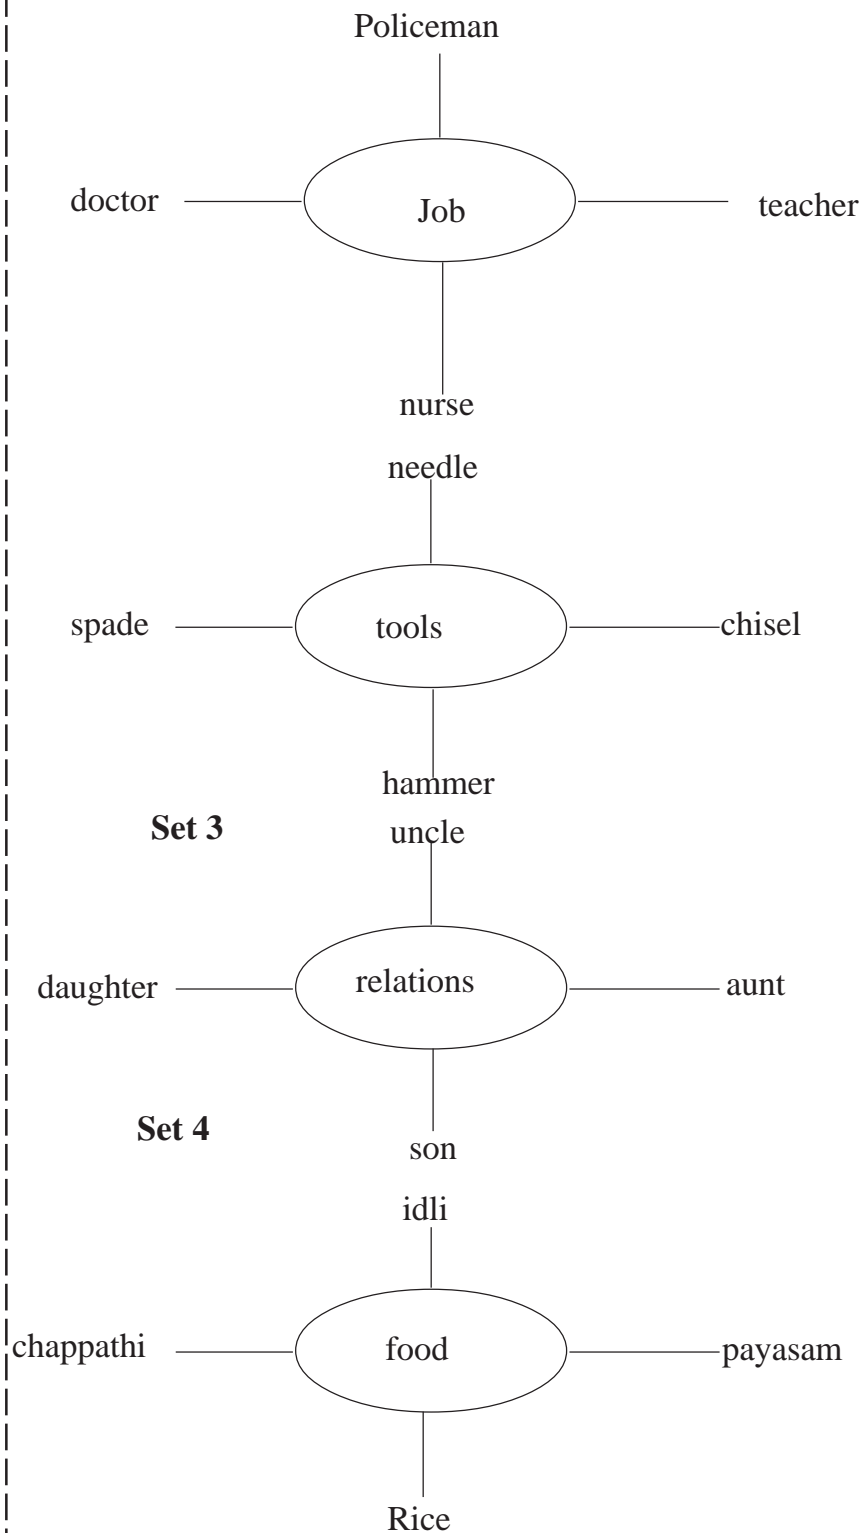 Policeman
doctor
Job
teacher
nurse
needle
spade
tools
chisel
hammer
Set 3
uncle
daughter
relations
aunt
Set 4
son
idli
chappathi
food
payasam
Rice